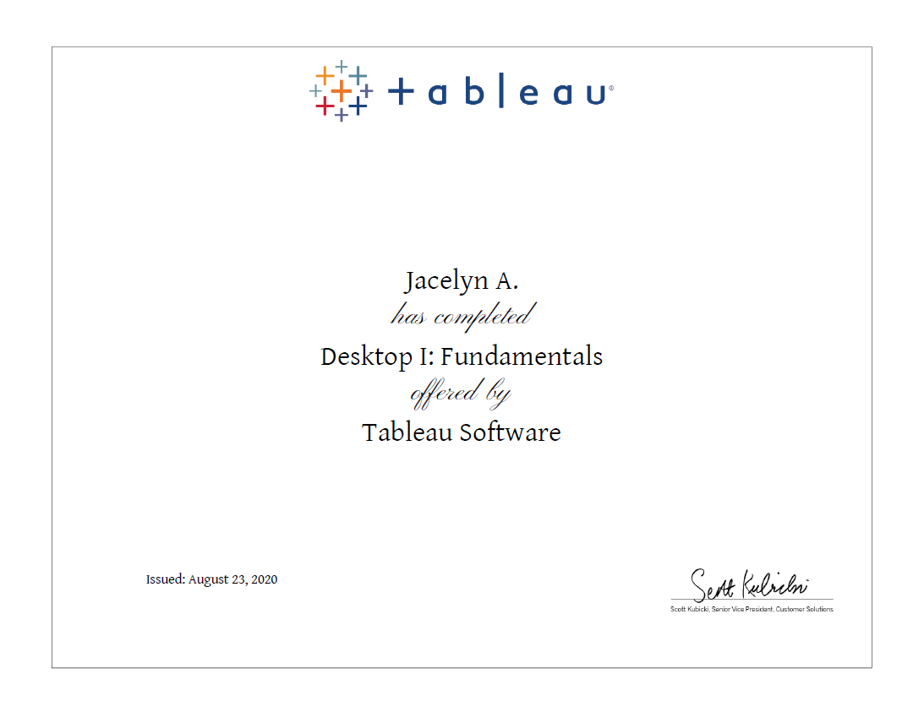 +ableau®
Jacelyn A.
has completed
Desktop I: Fundamentals
offered by
Tableau Software
Issued: August 23, 2020
Scott Kubicki
Scott Kubicki, Senior Vice President, Customer Solutions